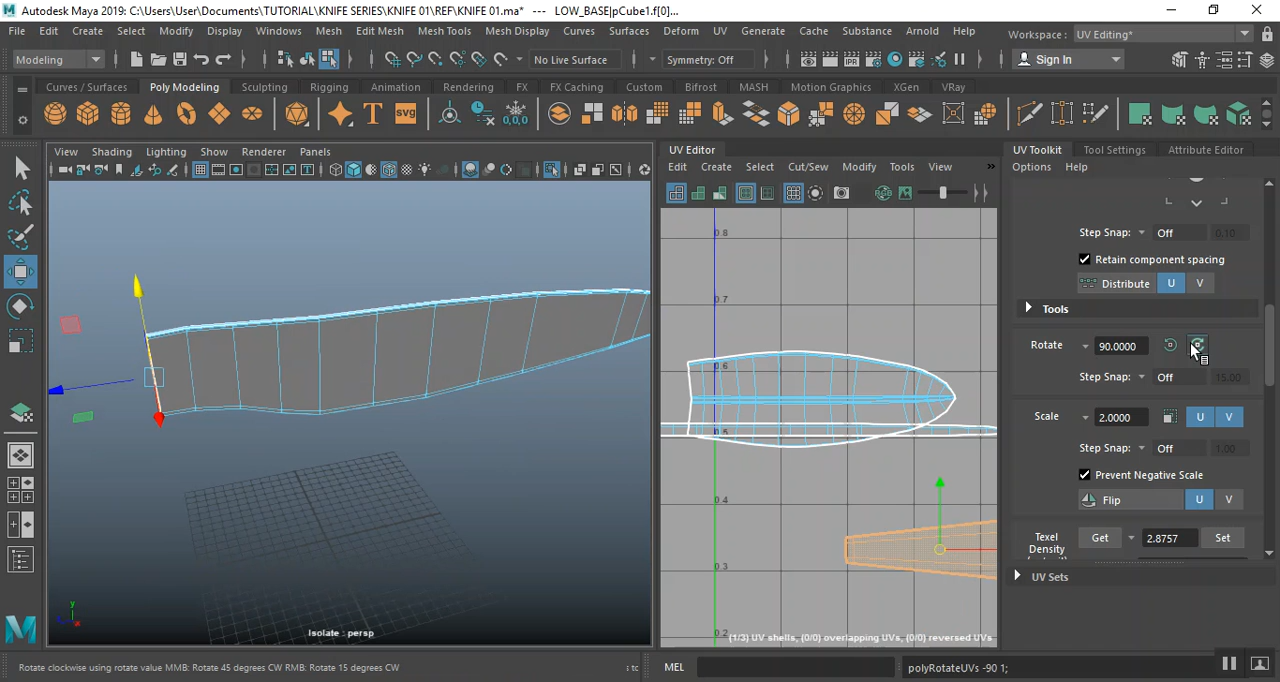 Autodesk Maya 2019: C:\Users\User\Documents\TUTORIAL\KNIFE SERIES\KNIFE 01\REF\KNIFE 01.ma* --- LOW_BASE|pCube1.f[0]...
File Edit Create Select Modify Display Windows Mesh Edit Mesh Mesh Tools Mesh Display Curves Surfaces Deform UV Generate Cache Substance Arnold Help Workspace : UV Editing*
Modeling No Live Surface Symmetry: Off Sign In
Curves / Surfaces Poly Modeling Sculpting Rigging Animation Rendering FX FX Caching Custom Bifrost MASH Motion Graphics XGen VRay
T SVG 0,0,0
View Shading Lighting Show Renderer Panels
UV Editor
Edit Create Select Cut/Sew Modify Tools View »
UV Toolkit Tool Settings Attribute Editor
Options Help
0.8
0.7
0.6
0.5
0.4
0.3
0.2
Step Snap: Off 0.10
Retain component spacing
Distribute U V
Tools
Rotate 90.0000
Step Snap: Off 15.00
Scale 2.0000 U V
Step Snap: Off 1.00
Prevent Negative Scale
Flip U V
Texel Density Get 2.8757 Set
UV Sets
y
Isolate : persp
(1/3) UV shells, (0/0) overlapping UVs, (0/0) reversed UVs
Rotate clockwise using rotate value MMB: Rotate 45 degrees CW RMB: Rotate 15 degrees CW
MEL polyRotateUVs -90 1;